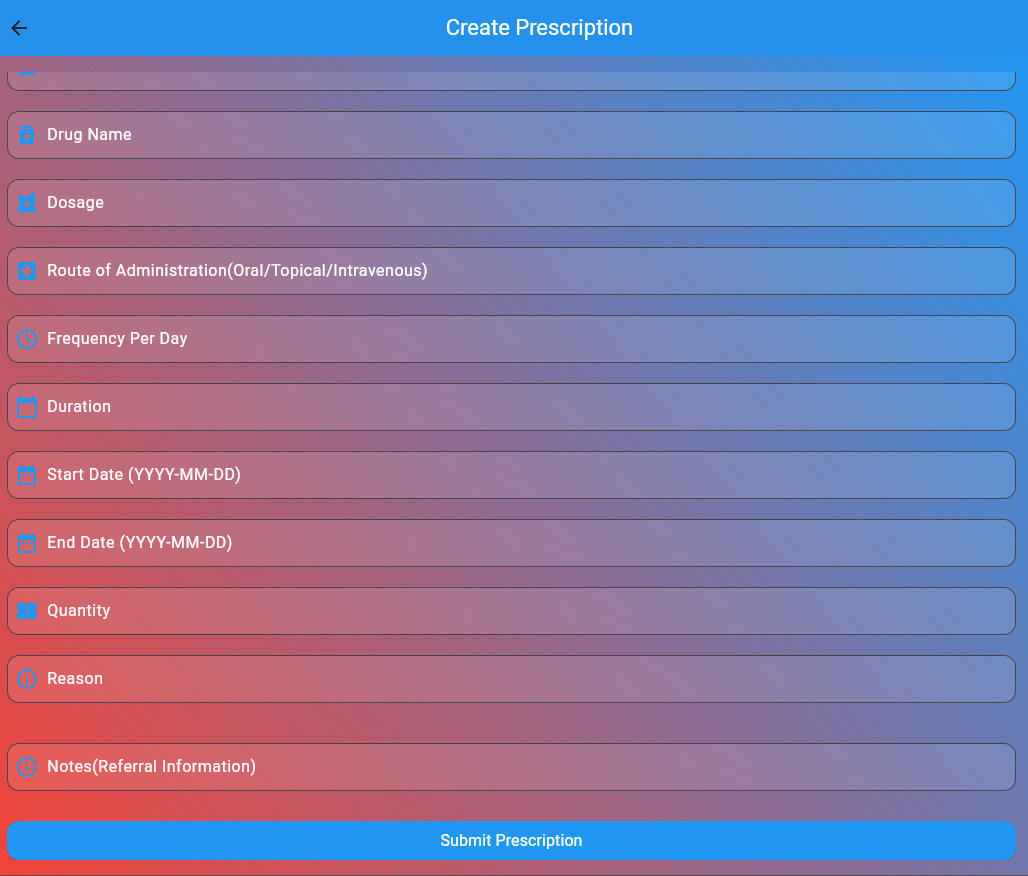 Create Prescription
Drug Name
Dosage
Route of Administration(Oral/Topical/Intravenous)
Frequency Per Day
Duration
Start Date (YYYY-MM-DD)
End Date (YYYY-MM-DD)
Quantity
Reason
Notes(Referral Information)
Submit Prescription